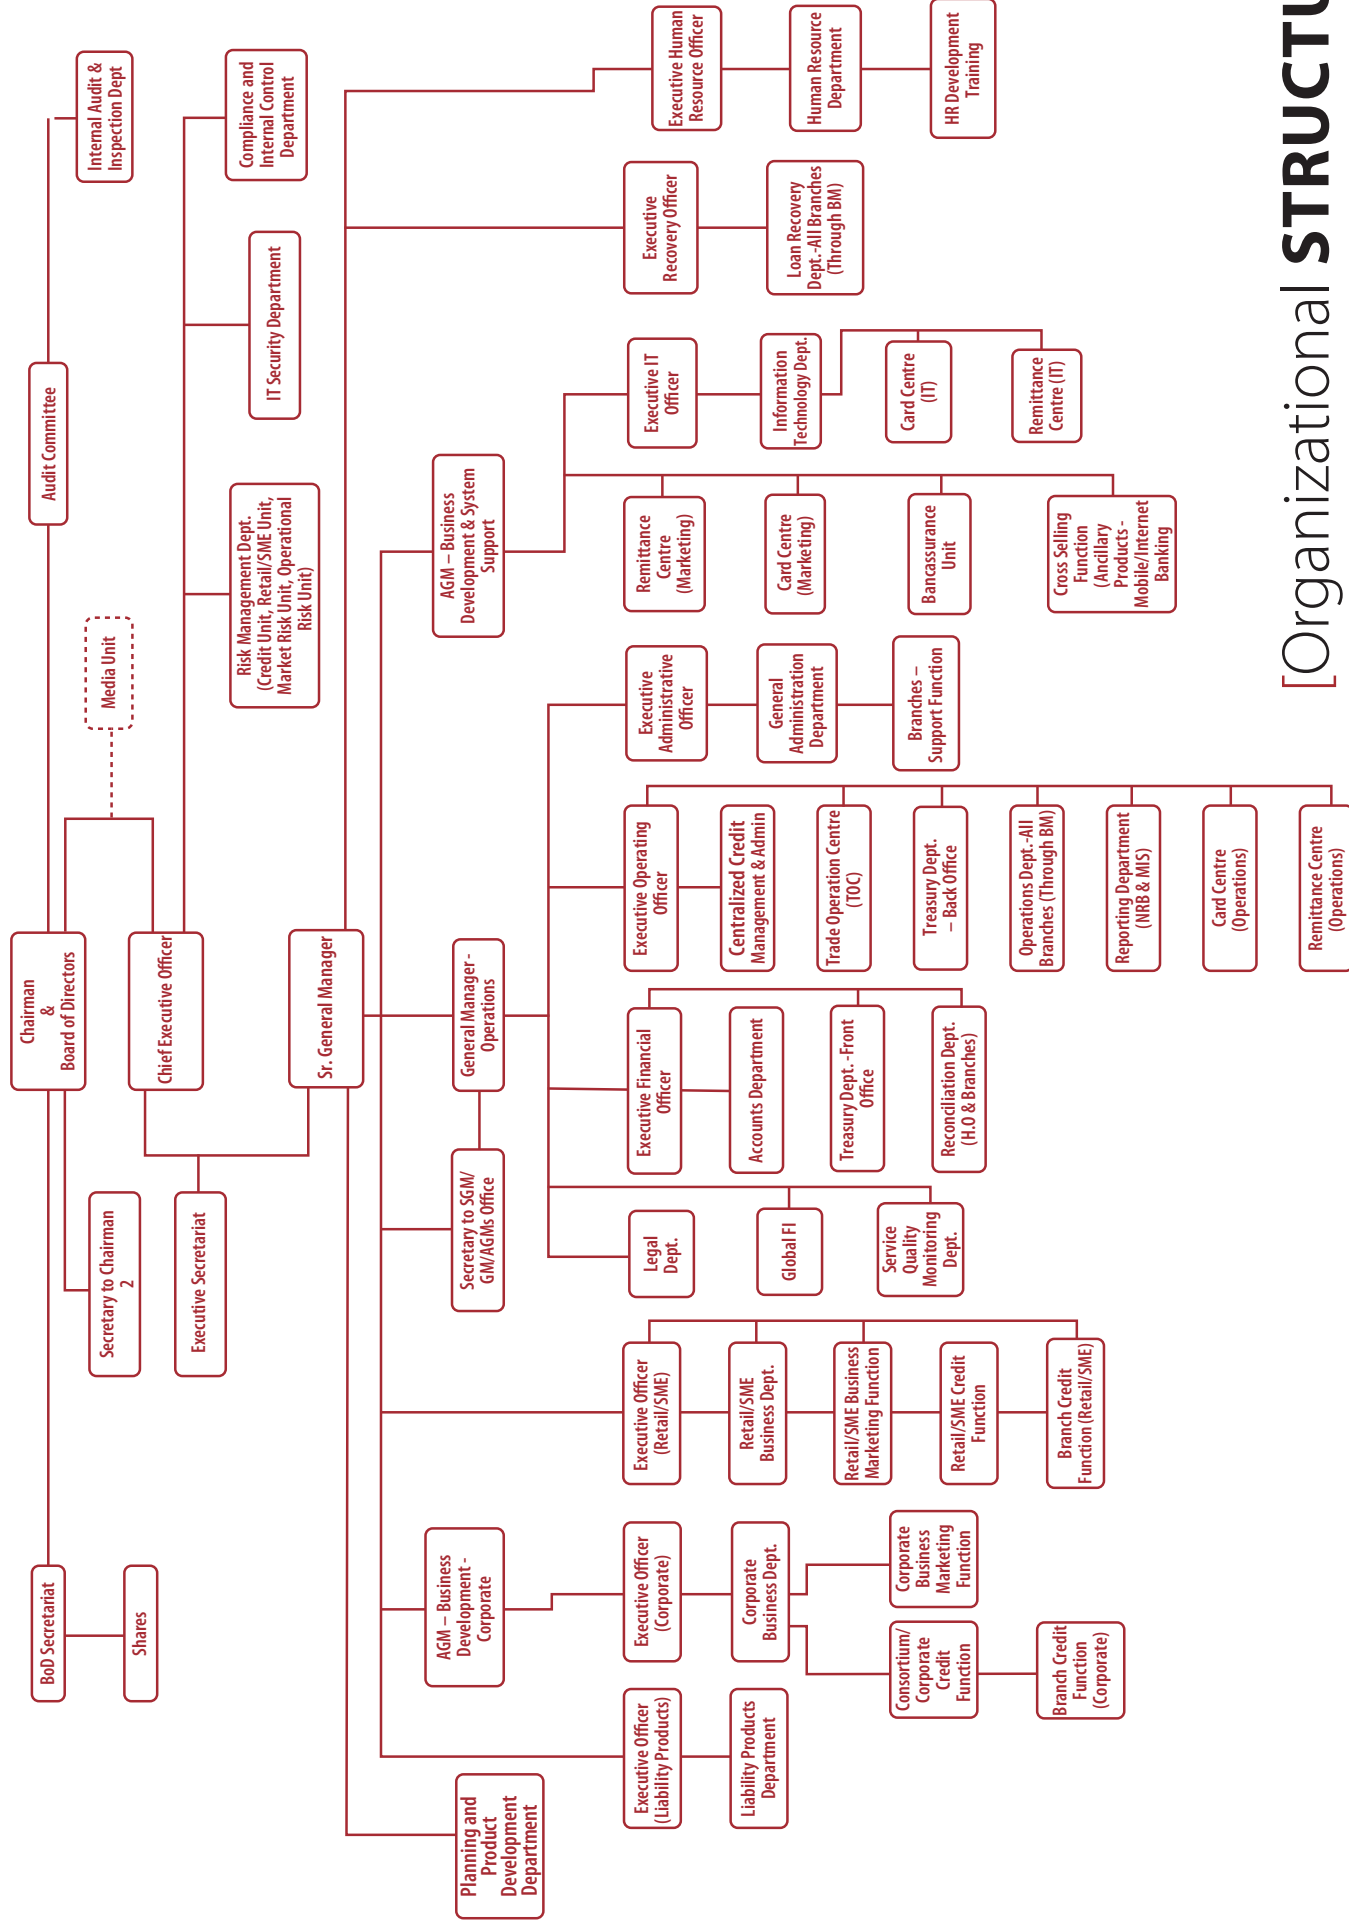 [Organizational STRUCTU
Chairman
&
Board of Directors
BoD Secretariat
Shares
Secretary to Chairman
2
Audit Committee
Internal Audit &
Inspection Dept
Media Unit
Chief Executive Officer
Executive Secretariat
Risk Management Dept.
(Credit Unit, Retail/SME Unit,
Market Risk Unit, Operational
Risk Unit)
IT Security Department
Compliance and
Internal Control
Department
Sr. General Manager
Planning and
Product
Development
Department
AGM – Business
Development -
Corporate
Secretary to SGM/
GM/AGMs Office
General Manager -
Operations
AGM – Business
Development & System
Support
Executive Officer
(Liability Products)
Liability Products
Department
Executive Officer
(Corporate)
Corporate
Business Dept.
Consortium/
Corporate
Credit
Function
Corporate
Business
Marketing
Function
Branch Credit
Function
(Corporate)
Executive Officer
(Retail/SME)
Retail/SME
Business Dept.
Retail/SME Business
Marketing Function
Retail/SME Credit
Function
Branch Credit
Function (Retail/SME)
Legal
Dept.
Global FI
Service
Quality
Monitoring
Dept.
Executive Financial
Officer
Accounts Department
Treasury Dept. -Front
Office
Reconciliation Dept.
(H.O & Branches)
Executive Operating
Officer
Centralized Credit
Management & Admin
Trade Operation Centre
(TOC)
Treasury Dept.
– Back Office
Operations Dept.-All
Branches (Through BM)
Reporting Department
(NRB & MIS)
Card Centre
(Operations)
Remittance Centre
(Operations)
Executive
Administrative
Officer
General
Administration
Department
Branches –
Support Function
Remittance
Centre
(Marketing)
Card Centre
(Marketing)
Bancassurance
Unit
Cross Selling
Function
(Ancillary
Products -
Mobile/Internet
Banking
Executive IT
Officer
Information
Technology Dept.
Card Centre
(IT)
Remittance
Centre (IT)
Executive
Recovery Officer
Loan Recovery
Dept.-All Branches
(Through BM)
Executive Human
Resource Officer
Human Resource
Department
HR Development
Training